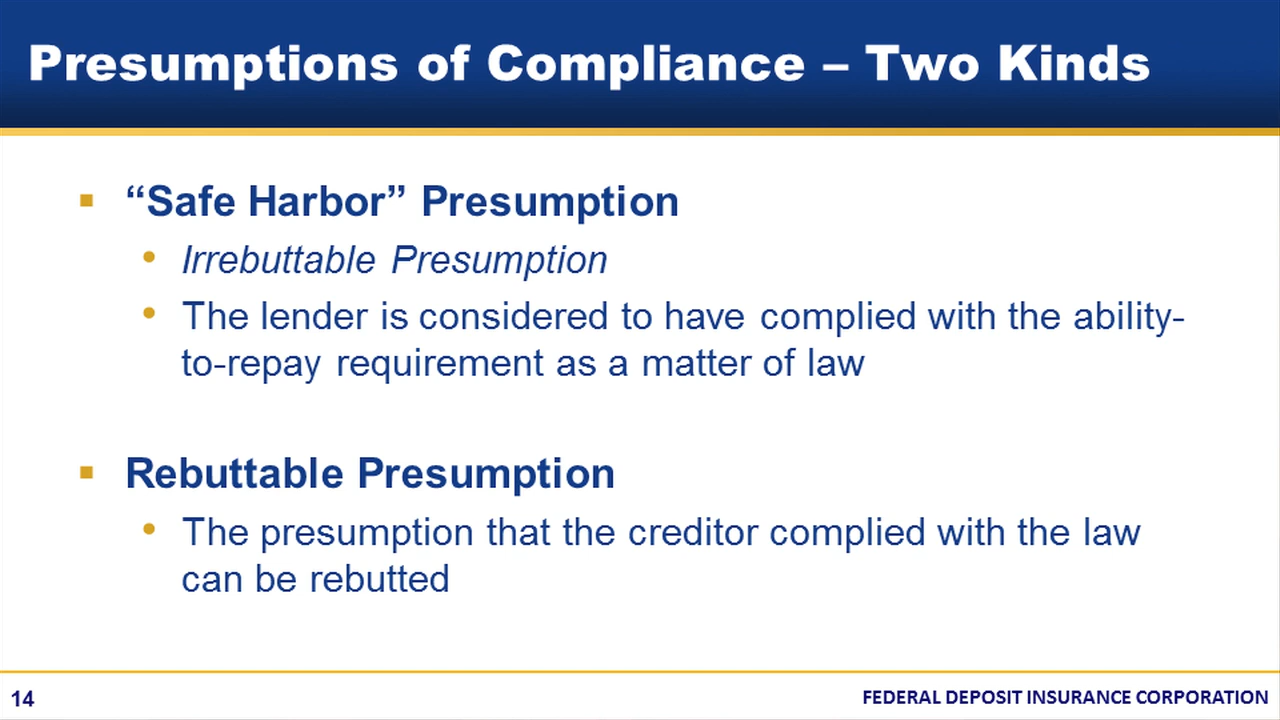 Presumptions of Compliance – Two Kinds
▪ “Safe Harbor” Presumption
• Irrebuttable Presumption
• The lender is considered to have complied with the ability-
to-repay requirement as a matter of law
▪ Rebuttable Presumption
• The presumption that the creditor complied with the law
can be rebutted
14
FEDERAL DEPOSIT INSURANCE CORPORATION